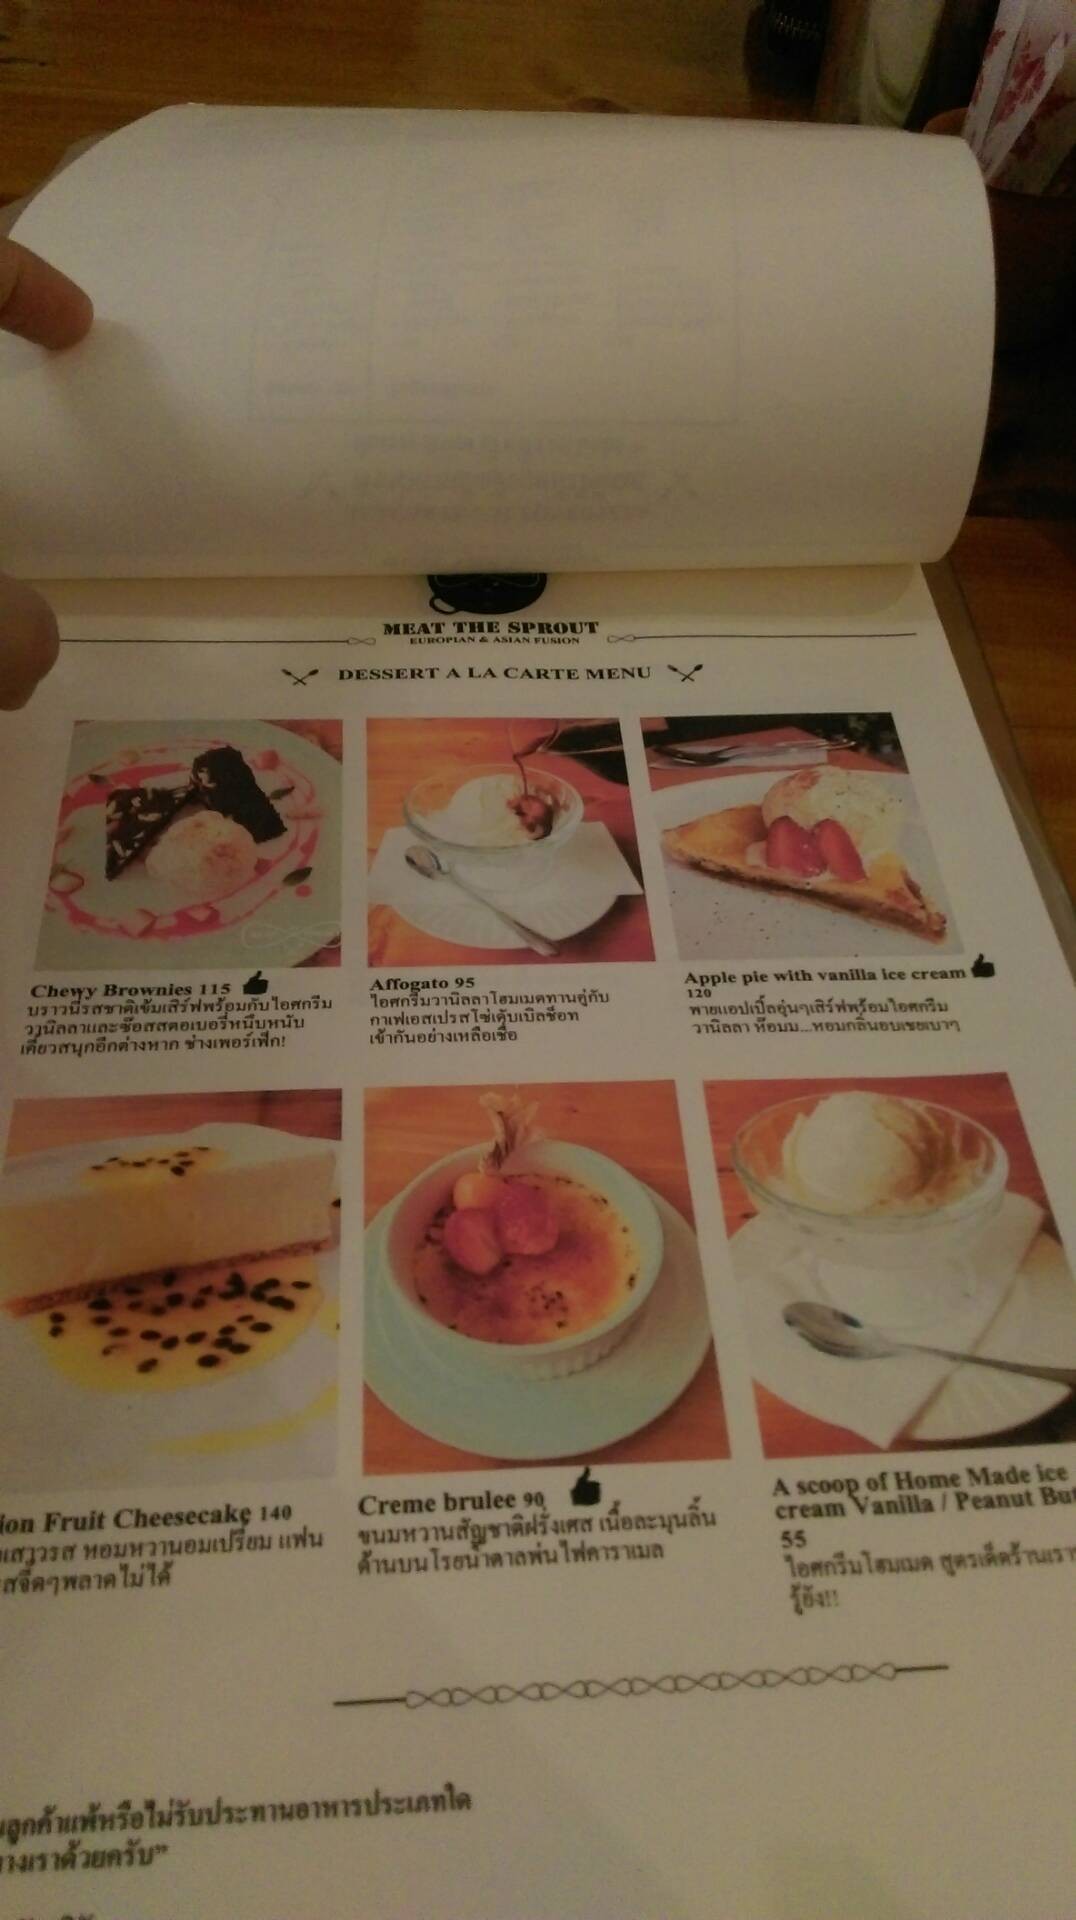 MEAT THE SPROUT
EUROPIAN & ASIAN FUSION
DESSERT A LA CARTE MENU
Chewy Brownies 115
บราวนี่รสชาติเข้มเสิร์ฟพร้อมกับไอศกรีม
วานิลลาและซ๊อสสตอเบอรี่หนึบหนับ
เคี้ยวสนุกอีกต่างหาก ช่างเพอร์เฟ็ก!
Affogato 95
ไอศกรีมวานิลลาโฮมเมดทานคู่กับ
กาแฟเอสเปรสโซ่เดับเบิลช็อท
เข้ากันอย่างเหลือเชื่อ
Apple pie with vanilla ice cream
120
พายแอปเปิ้ลอุ่นๆเสิร์ฟพร้อมไอศกรีม
วานิลลา ห๊อมม...หอมกลิ่นอบเชยเบาๆ
ion Fruit Cheesecake 140
เสาวรส หอมหวานอมเปรี้ยม แฟน
สจี๊ดๆพลาดไม่ได้
Creme brulee 90
ขนมหวานสัญชาติฝรั่งเศส เนื้อละมุนลิ้น
ด้านบนโรยน้ำตาลพ่นไฟคาราเมล
A scoop of Home Made ice
cream Vanilla / Peanut But
55
ไอศกรีมโฮมเมด สูตรเด็ดร้านเรา
รู้ยัง!!
ลูกค้าแพ้หรือไม่รับประทานอาหารประเภทใด
างเราด้วยครับ”